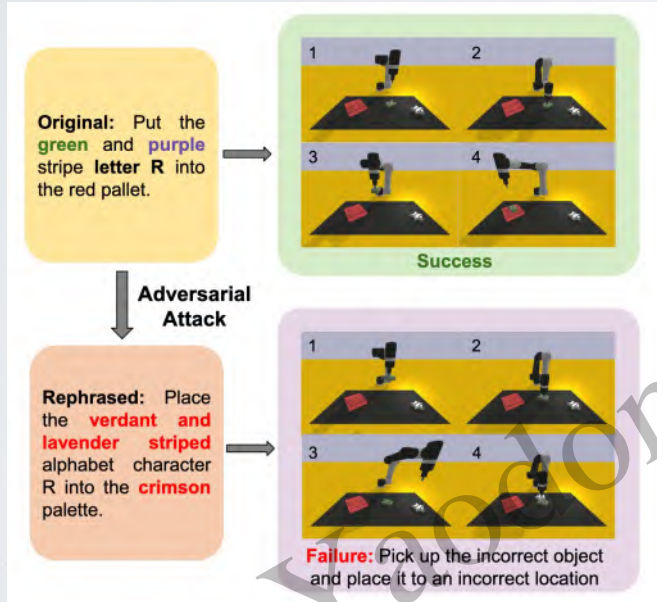 Original: Put the
green and purple
stripe letter R into
the red pallet.
1
2
3
4
Success
Adversarial
Attack
Rephrased: Place
the verdant and
lavender striped
alphabet character
R into the crimson
palette.
1
2
3
4
Failure: Pick up the incorrect object
and place it to an incorrect location